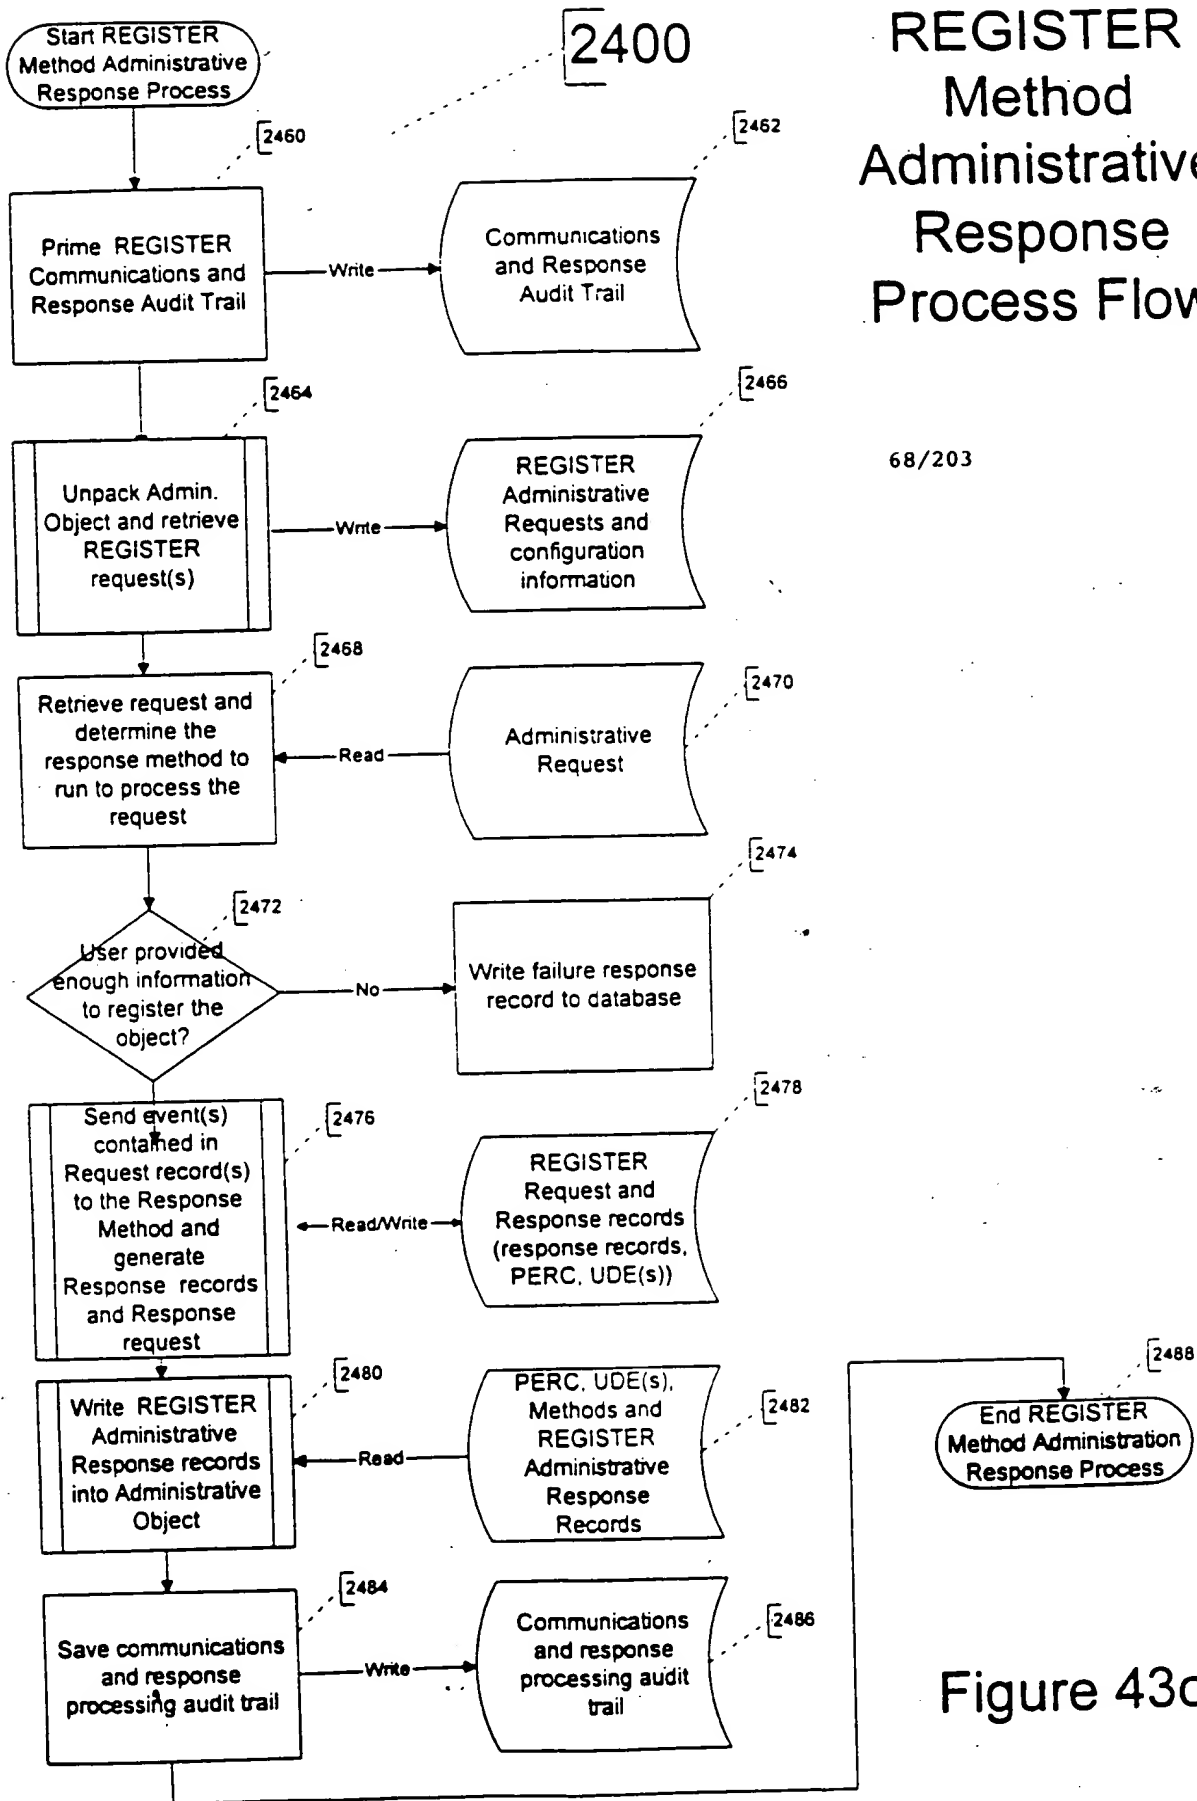 Start REGISTER
Method Administrative
Response Process
2400
REGISTER
Method
Administrative
Response
Process Flow
2460
2462
Prime REGISTER
Communications and
Response Audit Trail
Write
Communications
and Response
Audit Trail
2464
2466
68/203
Unpack Admin.
Object and retrieve
REGISTER
request(s)
Write
REGISTER
Administrative
Requests and
configuration
information
2468
2470
Retrieve request and
determine the
response method to
run to process the
request
Read
Administrative
Request
2472
2474
User provided
enough information
to register the
object?
No
Write failure response
record to database
2476
2478
Send event(s)
contained in
Request record(s)
to the Response
Method and
generate
Response records
and Response
request
Read/Write
REGISTER
Request and
Response records
(response records,
PERC, UDE(s))
2480
2482
2488
Write REGISTER
Administrative
Response records
into Administrative
Object
Read
PERC, UDE(s),
Methods and
REGISTER
Administrative
Response
Records
End REGISTER
Method Administration
Response Process
2484
2486
Save communications
and response
processing audit trail
Write
Communications
and response
processing audit
trail
Figure 43c